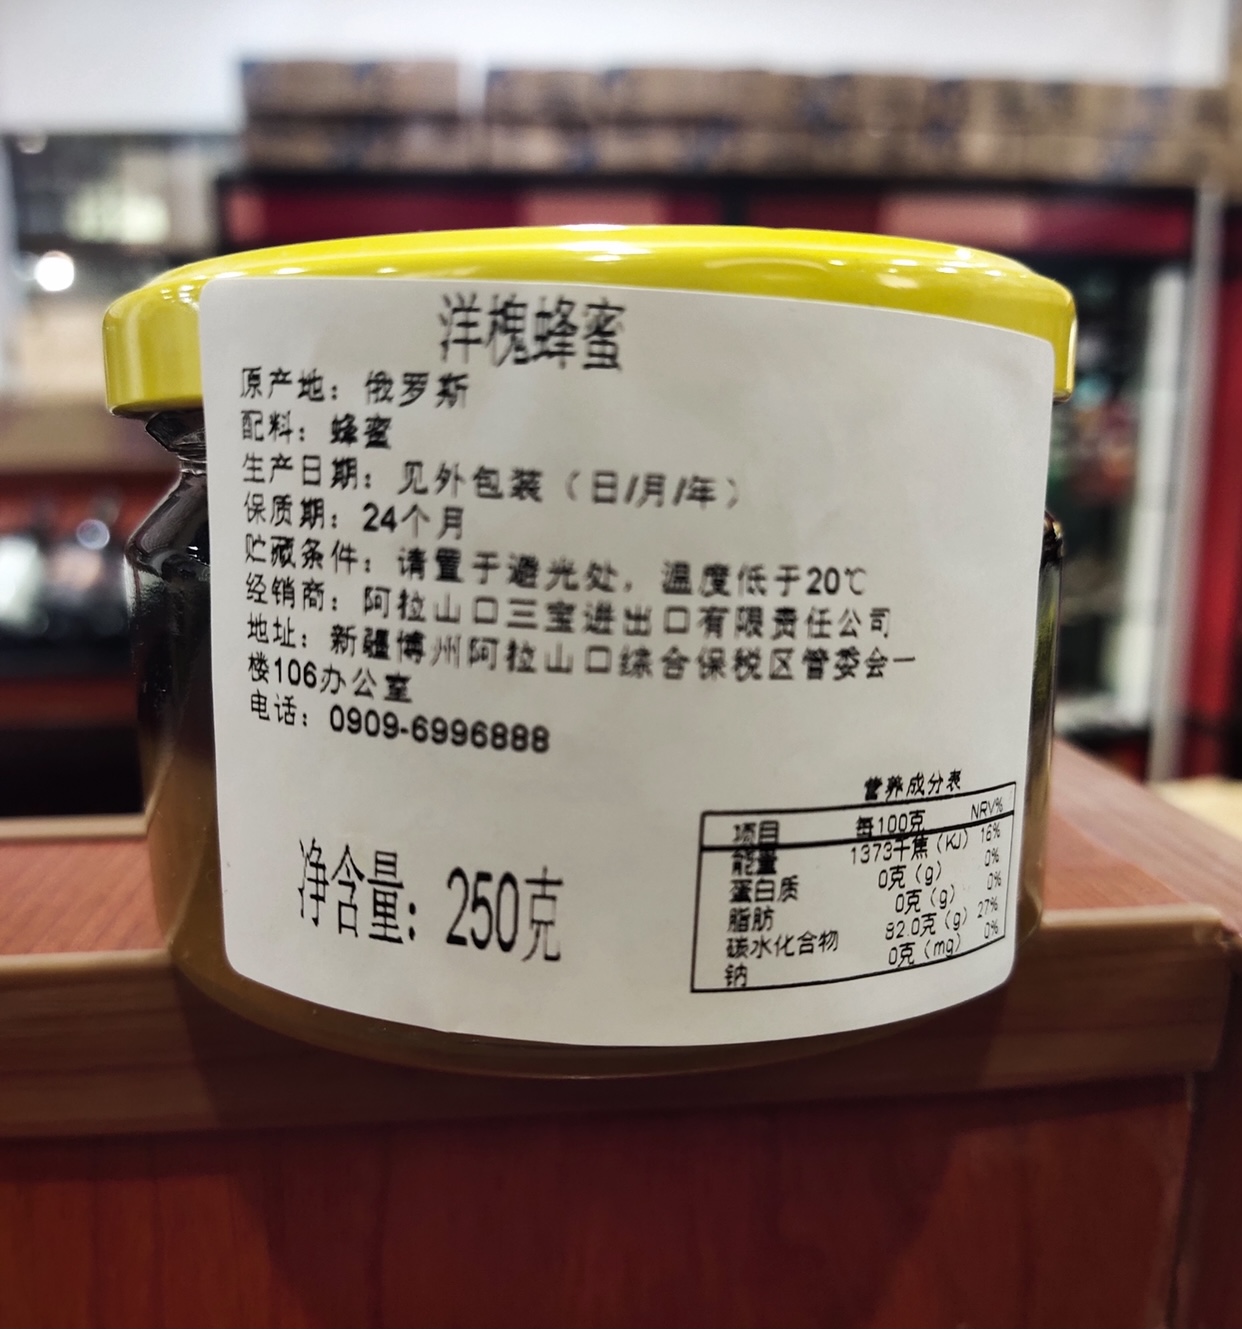 洋槐蜂蜜
原产地：俄罗斯
配料：蜂蜜
生产日期：见外包装（日/月/年）
保质期：24个月
贮藏条件：请置于避光处，温度低于20℃
经销商：阿拉山口三宝进出口有限责任公司
地址：新疆博州阿拉山口综合保税区管委会一
楼106办公室
电话：0909-6996888
净含量：250克
营养成分表
项目 每100克 NRV%
能量 1373千焦（KJ） 16%
蛋白质 0克（g） 0%
脂肪 0克（g） 0%
碳水化合物 82.0克（g） 27%
钠 0克（mg） 0%